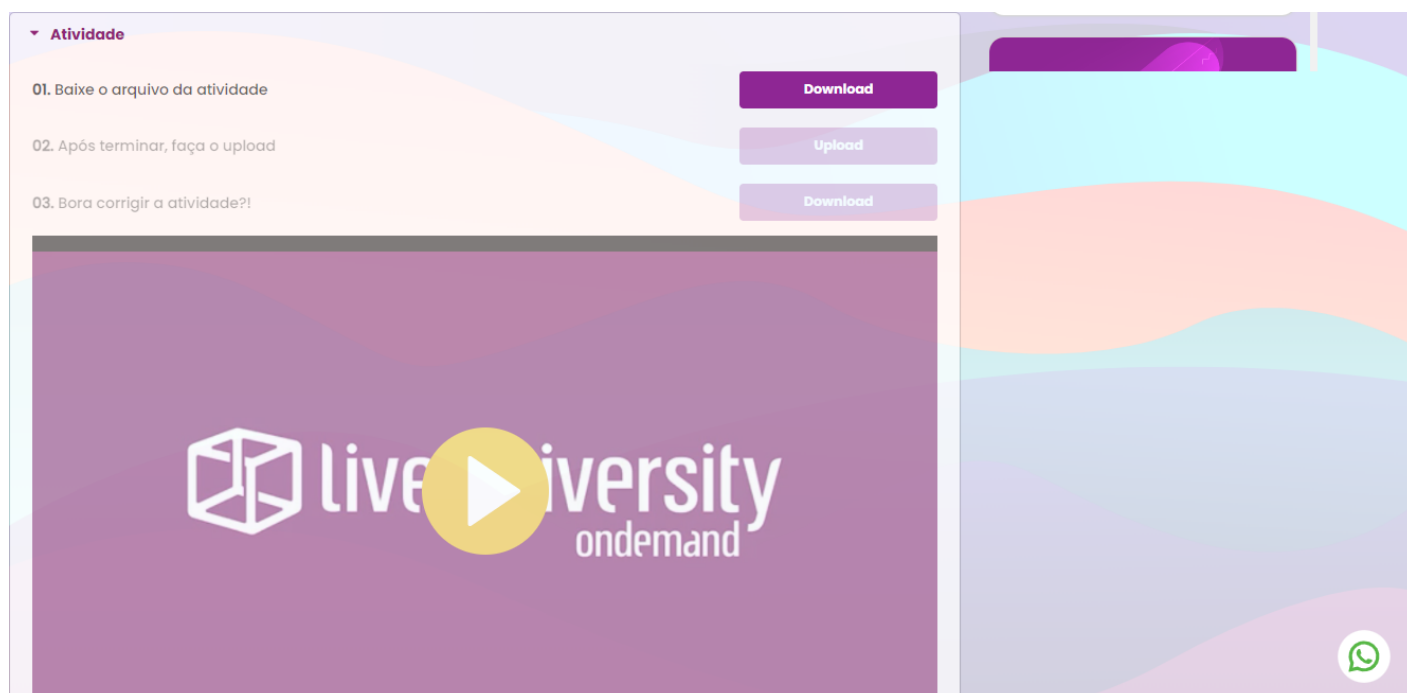 Atividade
01. Baixe o arquivo da atividade
Download
02. Após terminar, faça o upload
Upload
03. Bora corrigir a atividade?!
Download
ondemand